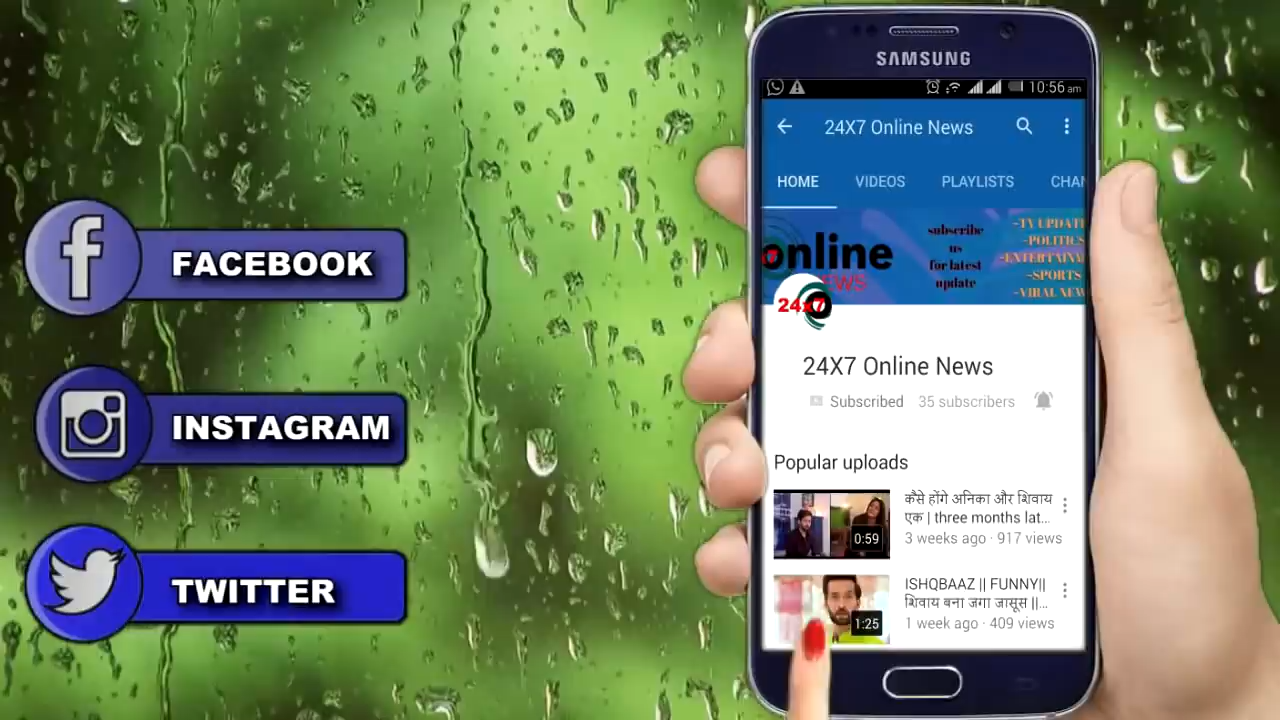 FACEBOOK
INSTAGRAM
TWITTER
SAMSUNG
10:56 am
24X7 Online News
HOME VIDEOS PLAYLISTS CHAN
online
NEWS
subscribe
us
for latest
update
~TV UPDATE
~POLITICS
~ENTERTAINM
~SPORTS
~VIRAL NEWS
24x7
24X7 Online News
Subscribed 35 subscribers
Popular uploads
कैसे होंगे अनिका और शिवाय
एक | three months lat...
3 weeks ago · 917 views
0:59
ISHQBAAZ || FUNNY||
शिवाय बना जगा जासूस ||...
1 week ago · 409 views
1:25